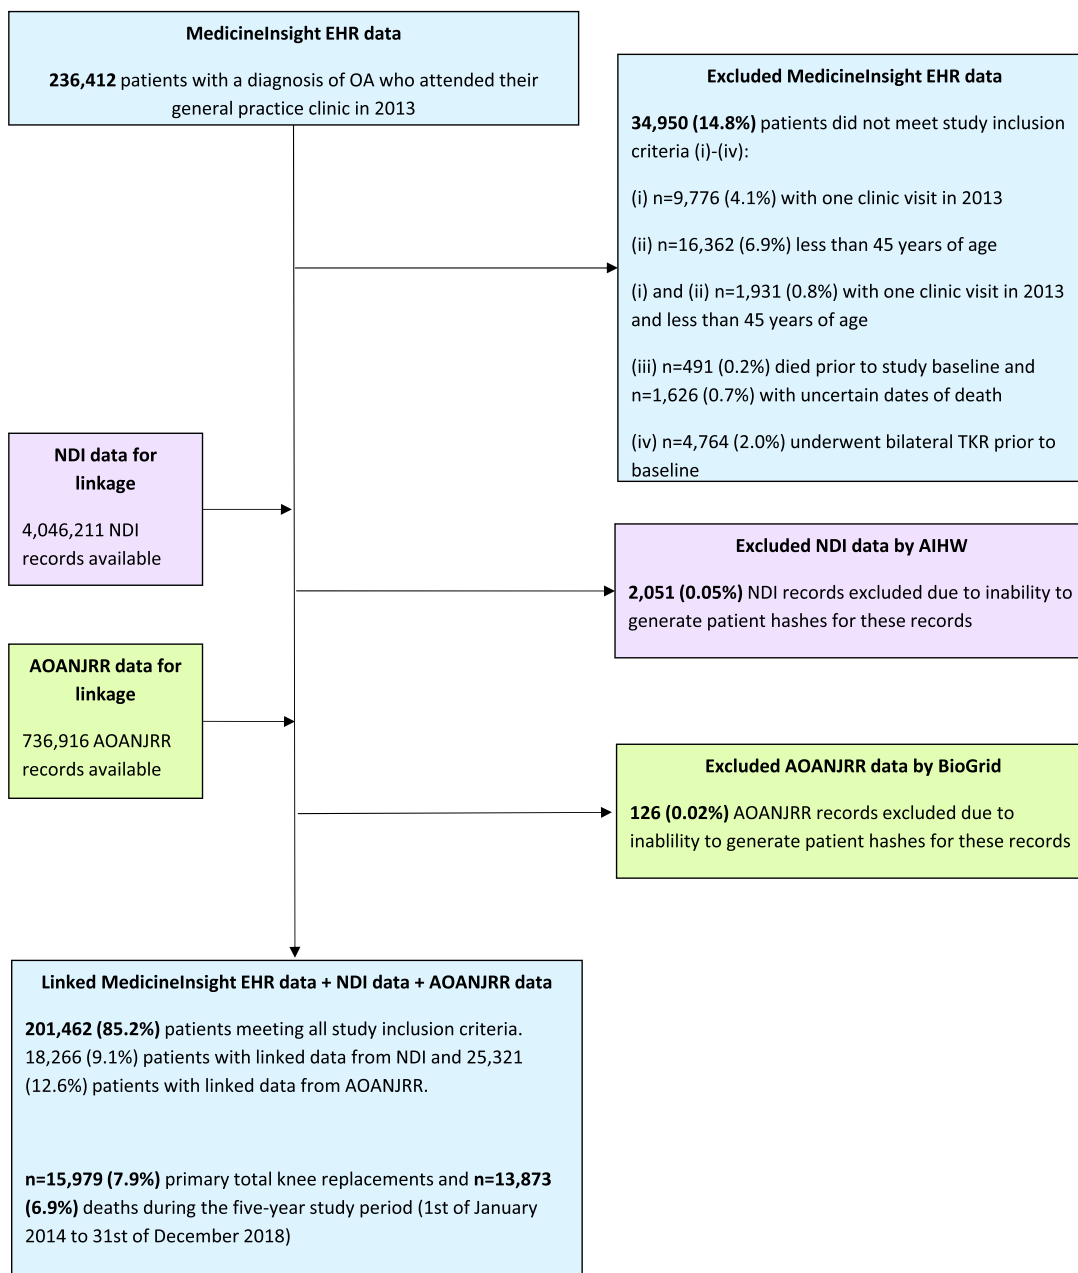 MedicineInsight EHR data
236,412 patients with a diagnosis of OA who attended their
general practice clinic in 2013
Excluded MedicineInsight EHR data
34,950 (14.8%) patients did not meet study inclusion
criteria (i)-(iv):
(i) n=9,776 (4.1%) with one clinic visit in 2013
(ii) n=16,362 (6.9%) less than 45 years of age
(i) and (ii) n=1,931 (0.8%) with one clinic visit in 2013
and less than 45 years of age
(iii) n=491 (0.2%) died prior to study baseline and
n=1,626 (0.7%) with uncertain dates of death
(iv) n=4,764 (2.0%) underwent bilateral TKR prior to
baseline
NDI data for
linkage
4,046,211 NDI
records available
Excluded NDI data by AIHW
2,051 (0.05%) NDI records excluded due to inability to
generate patient hashes for these records
AOANJRR data for
linkage
736,916 AOANJRR
records available
Excluded AOANJRR data by BioGrid
126 (0.02%) AOANJRR records excluded due to
inablility to generate patient hashes for these records
Linked MedicineInsight EHR data + NDI data + AOANJRR data
201,462 (85.2%) patients meeting all study inclusion criteria.
18,266 (9.1%) patients with linked data from NDI and 25,321
(12.6%) patients with linked data from AOANJRR.
n=15,979 (7.9%) primary total knee replacements and n=13,873
(6.9%) deaths during the five-year study period (1st of January
2014 to 31st of December 2018)